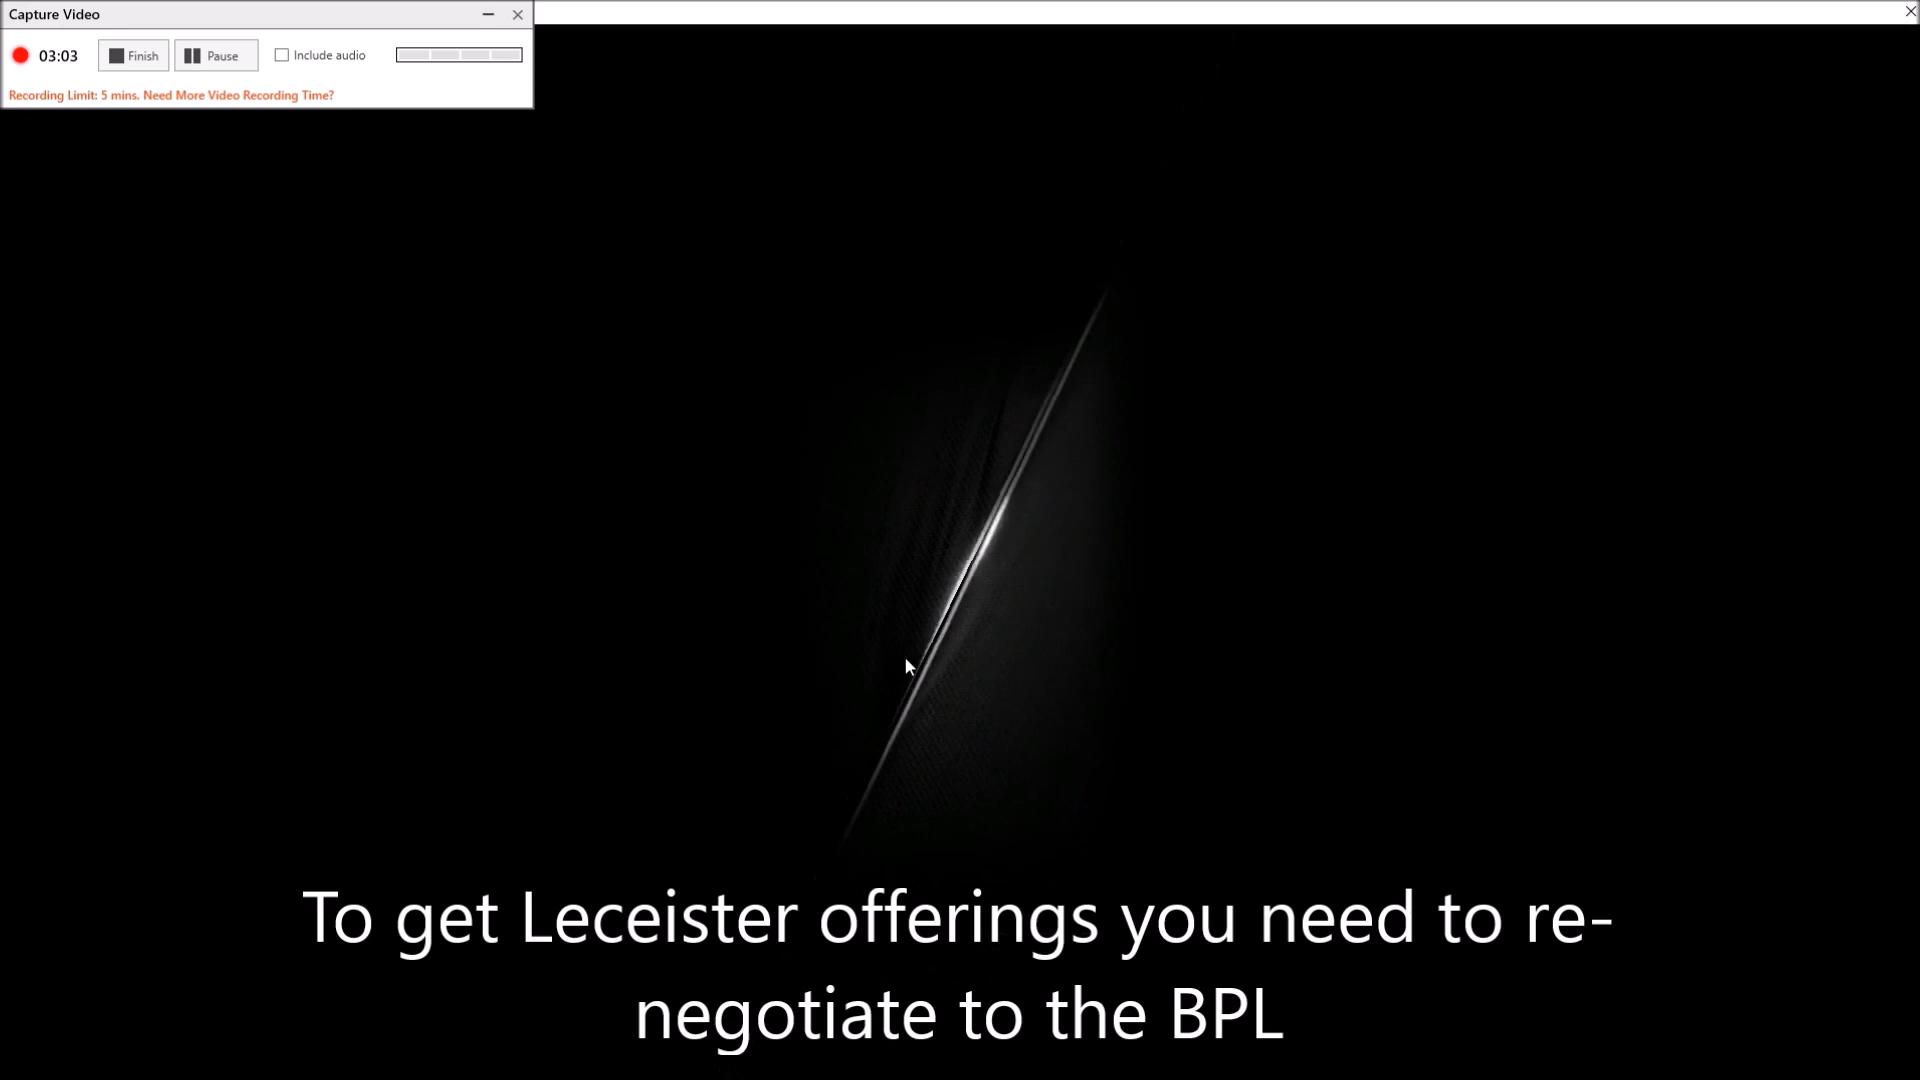 Capture Video
03:03 Finish Pause Include audio
Recording Limit: 5 mins. Need More Video Recording Time?
To get Leceister offerings you need to re-
negotiate to the BPL